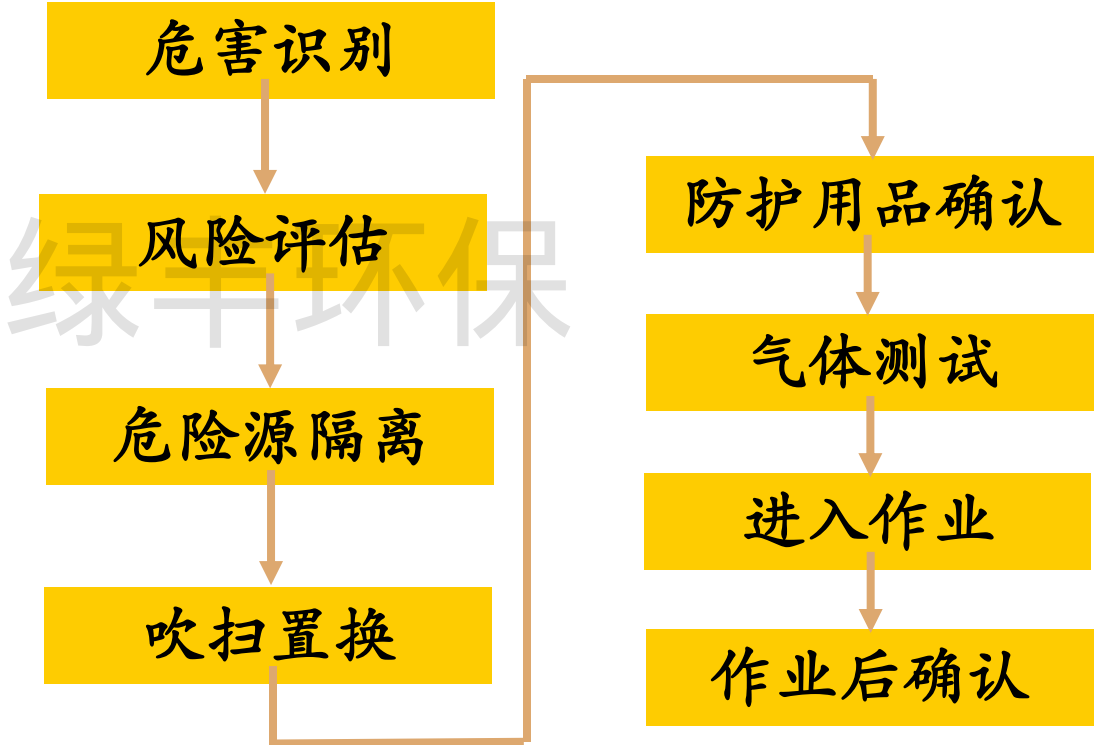 危害识别
风险评估
绿丰环保
危险源隔离
吹扫置换
防护用品确认
气体测试
进入作业
作业后确认